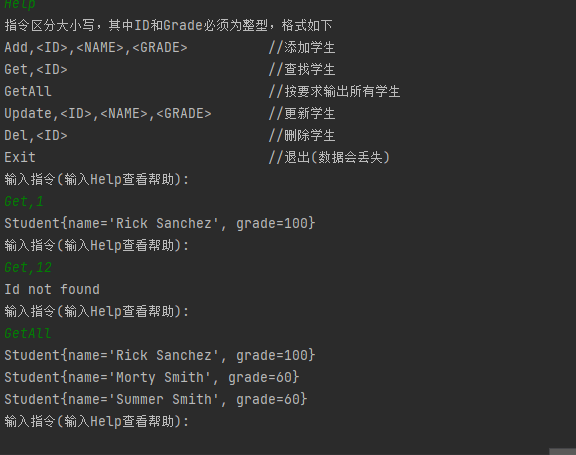 Help
指令区分大小写,其中ID和Grade必须为整型,格式如下
Add,<ID>,<NAME>,<GRADE>          //添加学生
Get,<ID>                         //查找学生
GetAll                           //按要求输出所有学生
Update,<ID>,<NAME>,<GRADE>       //更新学生
Del,<ID>                         //删除学生
Exit                             //退出(数据会丢失)
输入指令(输入Help查看帮助):
Get,1
Student{name='Rick Sanchez', grade=100}
输入指令(输入Help查看帮助):
Get,12
Id not found
输入指令(输入Help查看帮助):
GetAll
Student{name='Rick Sanchez', grade=100}
Student{name='Morty Smith', grade=60}
Student{name='Summer Smith', grade=60}
输入指令(输入Help查看帮助):